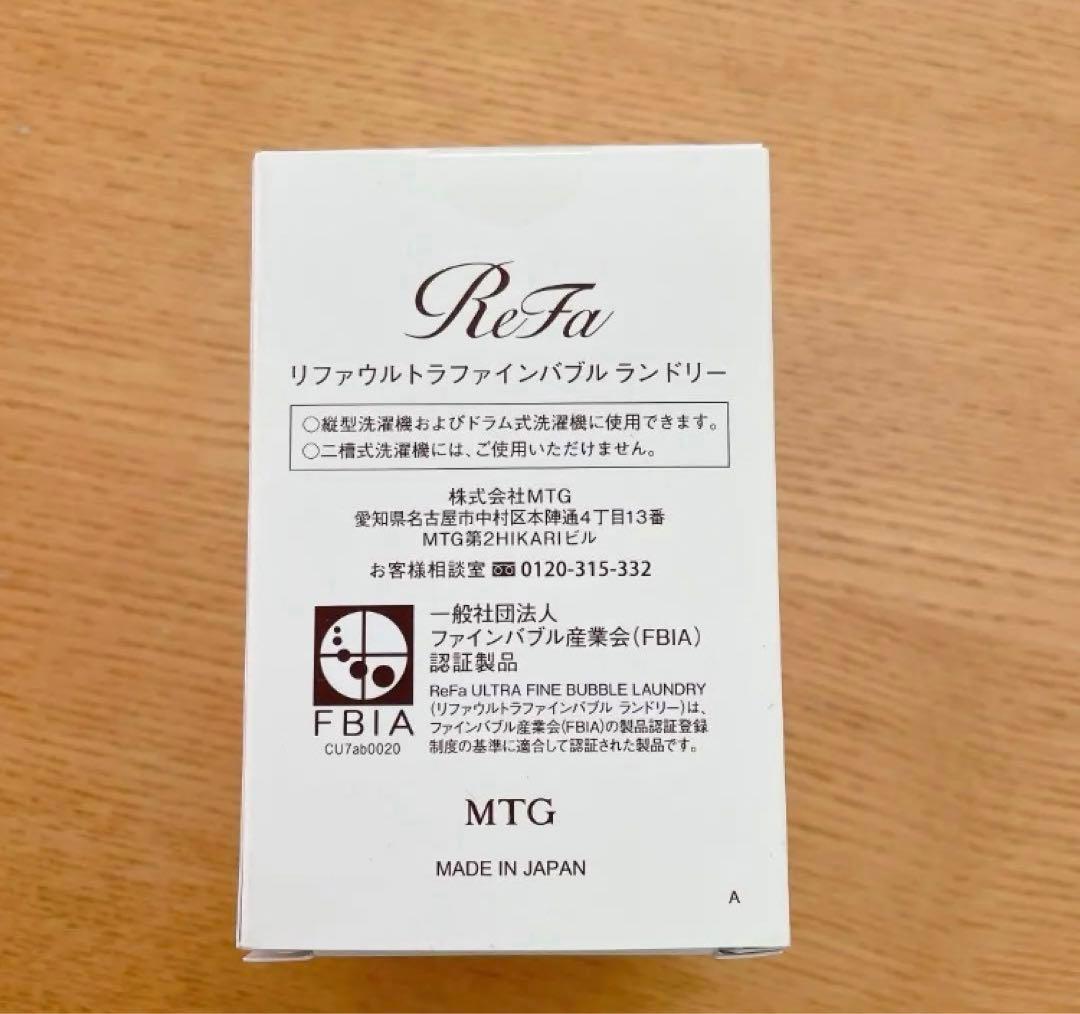 ReFa
リファウルトラファインバブル ランドリー
○縦型洗濯機およびドラム式洗濯機に使用できます。
○二槽式洗濯機には、ご使用いただけません。
株式会社MTG
愛知県名古屋市中村区本陣通4丁目13番
MTG第2HIKARIビル
お客様相談室 0120-315-332
一般社団法人
ファインバブル産業会(FBIA)
認証製品
ReFa ULTRA FINE BUBBLE LAUNDRY
(リファウルトラファインバブル ランドリー)は、
ファインバブル産業会(FBIA)の製品認証登録
制度の基準に適合して認証された製品です。
FBIA
CU7ab0020
MTG
MADE IN JAPAN
A